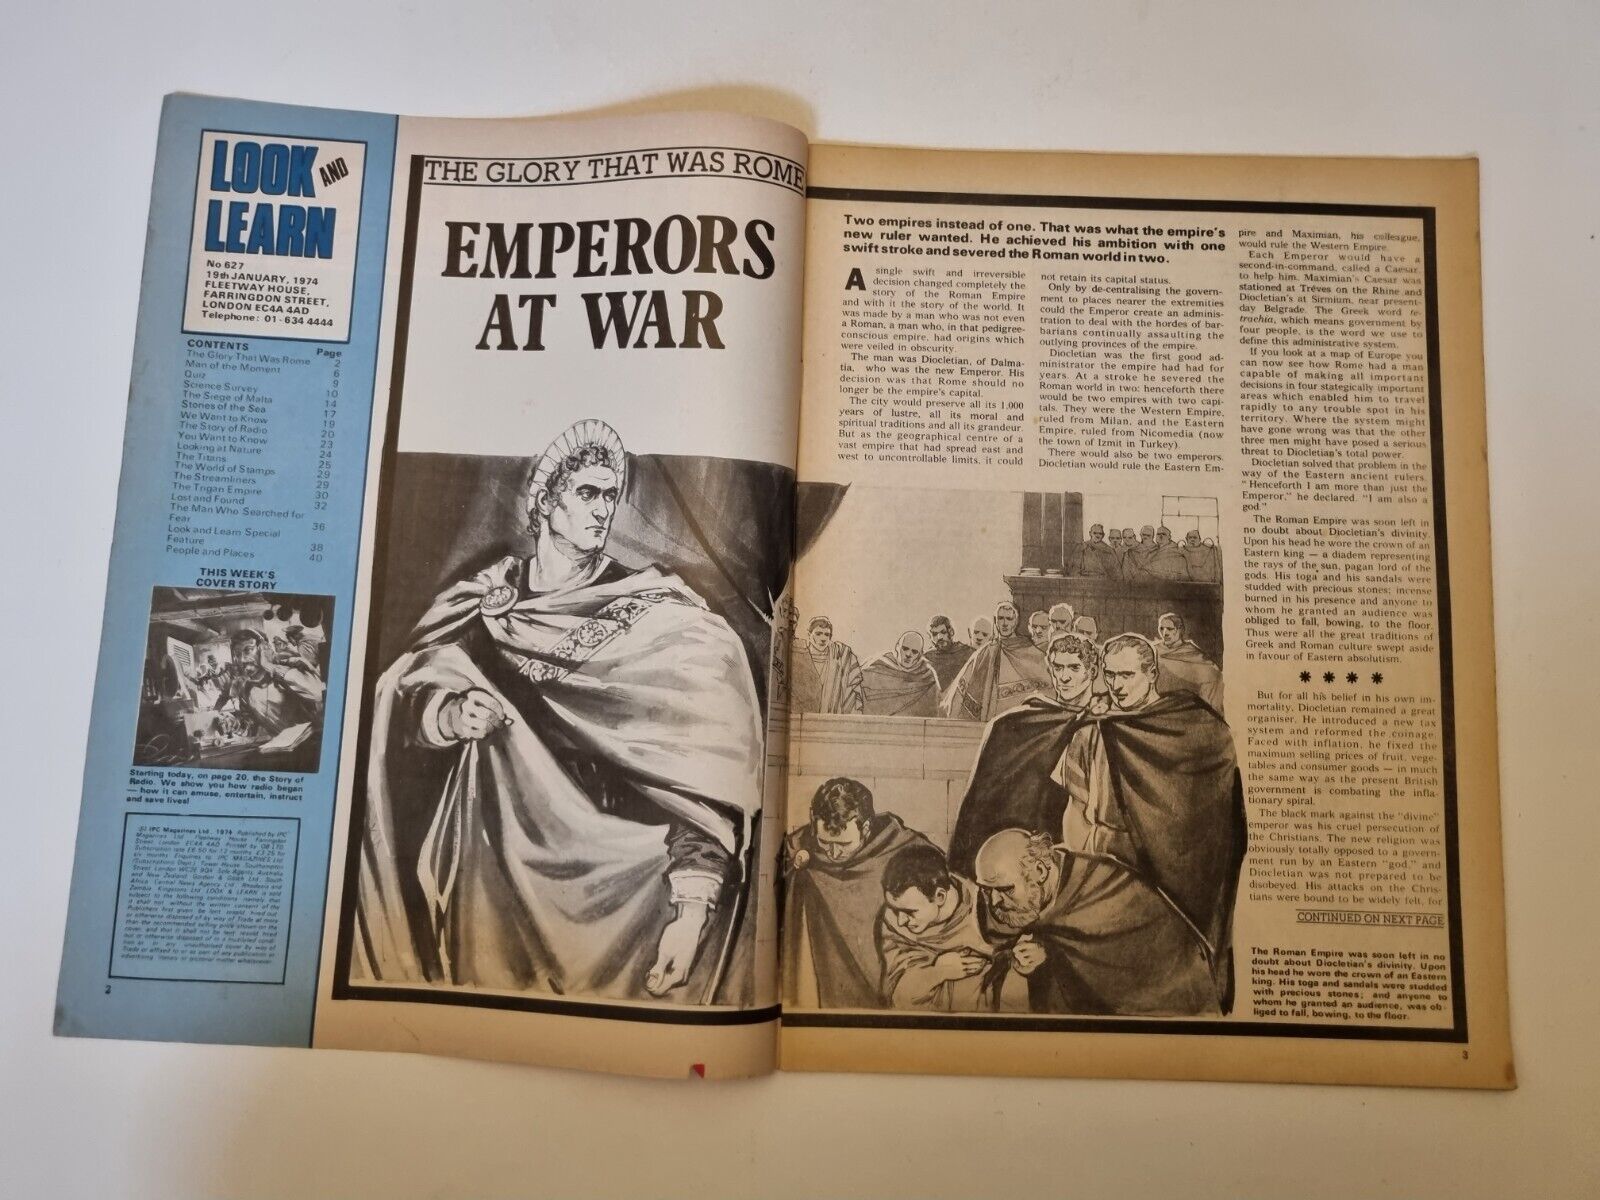 LOOK AND
LEARN
No 627
19th JANUARY, 1974
FLEETWAY HOUSE,
FARRINGDON STREET,
LONDON EC4A 4AD
Telephone: 01-634 4444
CONTENTS Page
The Glory That Was Rome 2
Man of the Moment 6
Quiz 9
Science Survey 10
The Siege of Malta 14
Stones of the Sea 17
We Want to Know 19
The Story of Radio 20
You Want to Know 23
Looking at Nature 24
The Titans 25
The World of Stamps 29
The Streamliners 29
The Trigan Empire 30
Lost and Found 32
The Man Who Searched for
Fear 36
Look and Learn Special
Feature 38
People and Places 40
THIS WEEK'S
COVER STORY
Starting today, on page 20, the Story of
Radio. We show you how radio began
— how it can amuse, entertain, instruct
and save lives!
IPC Magazines Ltd., 1974 Published by IPC
Magazines Ltd. Fleetway House Farringdon
Street London EC4A 4AD
2
THE GLORY THAT WAS ROME
EMPERORS
AT WAR
Two empires instead of one. That was what the empire's
new ruler wanted. He achieved his ambition with one
swift stroke and severed the Roman world in two.
A single swift and irreversible
decision changed completely the
story of the Roman Empire
and with it the story of the world. It
was made by a man who was not even
a Roman, a man who, in that pedigree-
conscious empire, had origins which
were veiled in obscurity.
The man was Diocletian, of Dalma-
tia, who was the new Emperor. His
decision was that Rome should no
longer be the empire's capital.
The city would preserve all its 1,000
years of lustre, all its moral and
spiritual traditions and all its grandeur.
But as the geographical centre of a
vast empire that had spread east and
west to uncontrollable limits, it could
not retain its capital status.
Only by de-centralising the govern-
ment to places nearer the extremities
could the Emperor create an adminis-
tration to deal with the hordes of bar-
barians continually assaulting the
outlying provinces of the empire.
Diocletian was the first good ad-
ministrator the empire had had for
years. At a stroke he severed the
Roman world in two: henceforth there
would be two empires with two capi-
tals. They were the Western Empire,
ruled from Milan, and the Eastern
Empire, ruled from Nicomedia (now
the town of Izmit in Turkey).
There would also be two emperors.
Diocletian would rule the Eastern Em-
pire and Maximian, his colleague,
would rule the Western Empire.
Each Emperor would have a
second-in-command, called a Caesar,
to help him. Maximian's Caesar was
stationed at Tréves on the Rhine and
Diocletian's at Sirmium, near present-
day Belgrade. The Greek word te-
trachia, which means government by
four people, is the word we use to
define this administrative system.
If you look at a map of Europe you
can now see how Rome had a man
capable of making all important
decisions in four stategically important
areas which enabled him to travel
rapidly to any trouble spot in his
territory. Where the system might
have gone wrong was that the other
three men might have posed a serious
threat to Diocletian's total power.
Diocletian solved that problem in the
way of the Eastern ancient rulers.
"Henceforth I am more than just the
Emperor," he declared. "I am also a
god."
The Roman Empire was soon left in
no doubt about Diocletian's divinity.
Upon his head he wore the crown of an
Eastern king — a diadem representing
the rays of the sun, pagan lord of the
gods. His toga and his sandals were
studded with precious stones; incense
burned in his presence and anyone to
whom he granted an audience was
obliged to fall, bowing, to the floor.
Thus were all the great traditions of
Greek and Roman culture swept aside
in favour of Eastern absolutism.
* * * *
But for all his belief in his own im-
mortality, Diocletian remained a great
organiser. He introduced a new tax
system and reformed the coinage.
Faced with inflation, he fixed the
maximum selling prices of fruit, vege-
tables and consumer goods — in much
the same way as the present British
government is combating the infla-
tionary spiral.
The black mark against the "divine"
emperor was his cruel persecution of
the Christians. The new religion was
obviously totally opposed to a govern-
ment run by an Eastern "god," and
Diocletian was not prepared to be
disobeyed. His attacks on the Chris-
tians were bound to be widely felt, for
CONTINUED ON NEXT PAGE
The Roman Empire was soon left in no
doubt about Diocletian's divinity. Upon
his head he wore the crown of an Eastern
king. His toga and sandals were studded
with precious stones; and anyone to
whom he granted an audience, was ob-
liged to fall, bowing, to the floor.
3